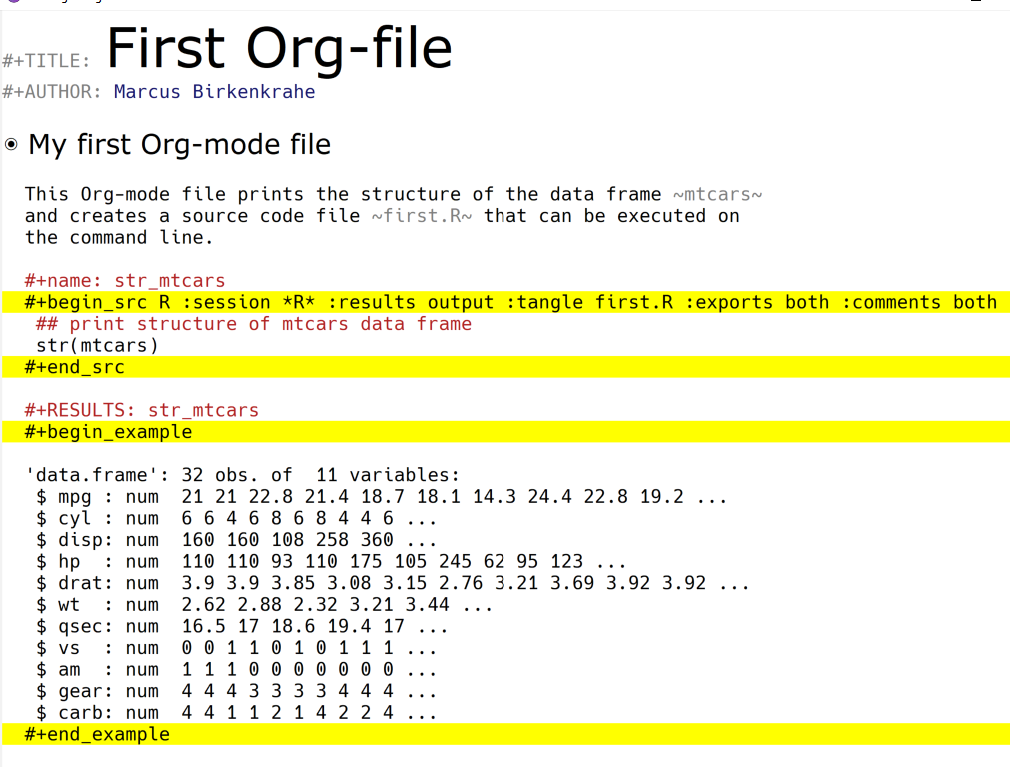 #+TITLE: First Org-file
#+AUTHOR: Marcus Birkenkrahe
My first Org-mode file
This Org-mode file prints the structure of the data frame ~mtcars~
and creates a source code file ~first.R~ that can be executed on
the command line.
#+name: str_mtcars
#+begin_src R :session *R* :results output :tangle first.R :exports both :comments both
## print structure of mtcars data frame
str(mtcars)
#+end_src
#+RESULTS: str_mtcars
#+begin_example
'data.frame': 32 obs. of  11 variables:
$ mpg : num  21 21 22.8 21.4 18.7 18.1 14.3 24.4 22.8 19.2 ...
$ cyl : num  6 6 4 6 8 6 8 4 4 6 ...
$ disp: num  160 160 108 258 360 ...
$ hp  : num  110 110 93 110 175 105 245 62 95 123 ...
$ drat: num  3.9 3.9 3.85 3.08 3.15 2.76 3.21 3.69 3.92 3.92 ...
$ wt  : num  2.62 2.88 2.32 3.21 3.44 ...
$ qsec: num  16.5 17 18.6 19.4 17 ...
$ vs  : num  0 0 1 1 0 1 0 1 1 1 ...
$ am  : num  1 1 1 0 0 0 0 0 0 0 ...
$ gear: num  4 4 4 3 3 3 3 4 4 4 ...
$ carb: num  4 4 1 1 2 1 4 2 2 4 ...
#+end_example